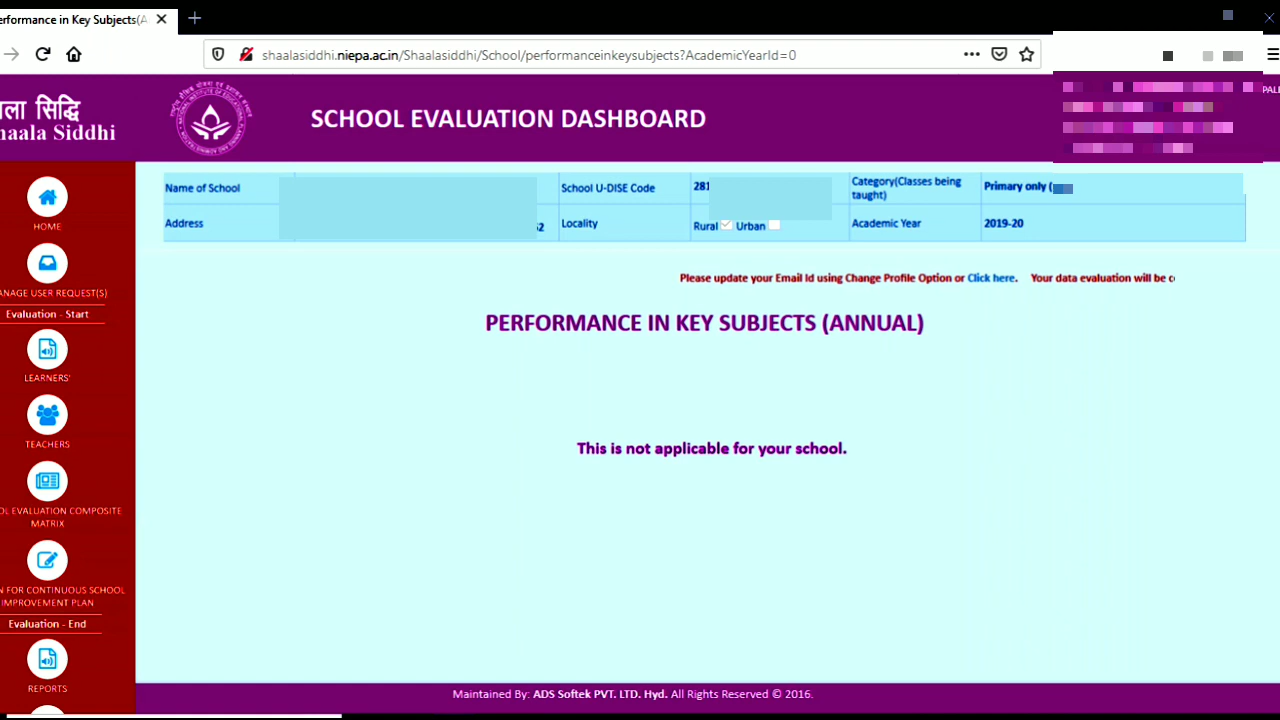 erformance in Key Subjects(A
shaalasiddhi.niepa.ac.in/Shaalasiddhi/School/performanceinkeysubjects?AcademicYearId=0
ला सिद्धि
haala Siddhi
SCHOOL EVALUATION DASHBOARD
PALI
Name of School
School U-DISE Code
281
Category(Classes being taught)
Primary only (
Address
52
Locality
Rural Urban
Academic Year
2019-20
Please update your Email Id using Change Profile Option or Click here. Your data evaluation will be c
PERFORMANCE IN KEY SUBJECTS (ANNUAL)
This is not applicable for your school.
HOME
ANAGE USER REQUEST(S)
Evaluation - Start
LEARNERS'
TEACHERS
OL EVALUATION COMPOSITE
MATRIX
N FOR CONTINUOUS SCHOOL
IMPROVEMENT PLAN
Evaluation - End
REPORTS
Maintained By: ADS Softek PVT. LTD. Hyd. All Rights Reserved © 2016.